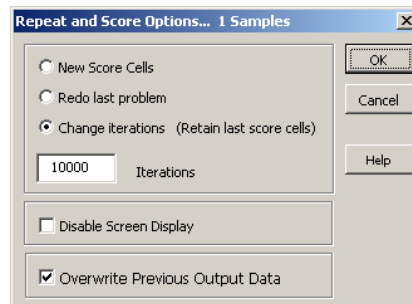 Repeat and Score Options... 1 Samples
New Score Cells
Redo last problem
Change iterations (Retain last score cells)
10000 Iterations
Disable Screen Display
Overwrite Previous Output Data
OK
Cancel
Help